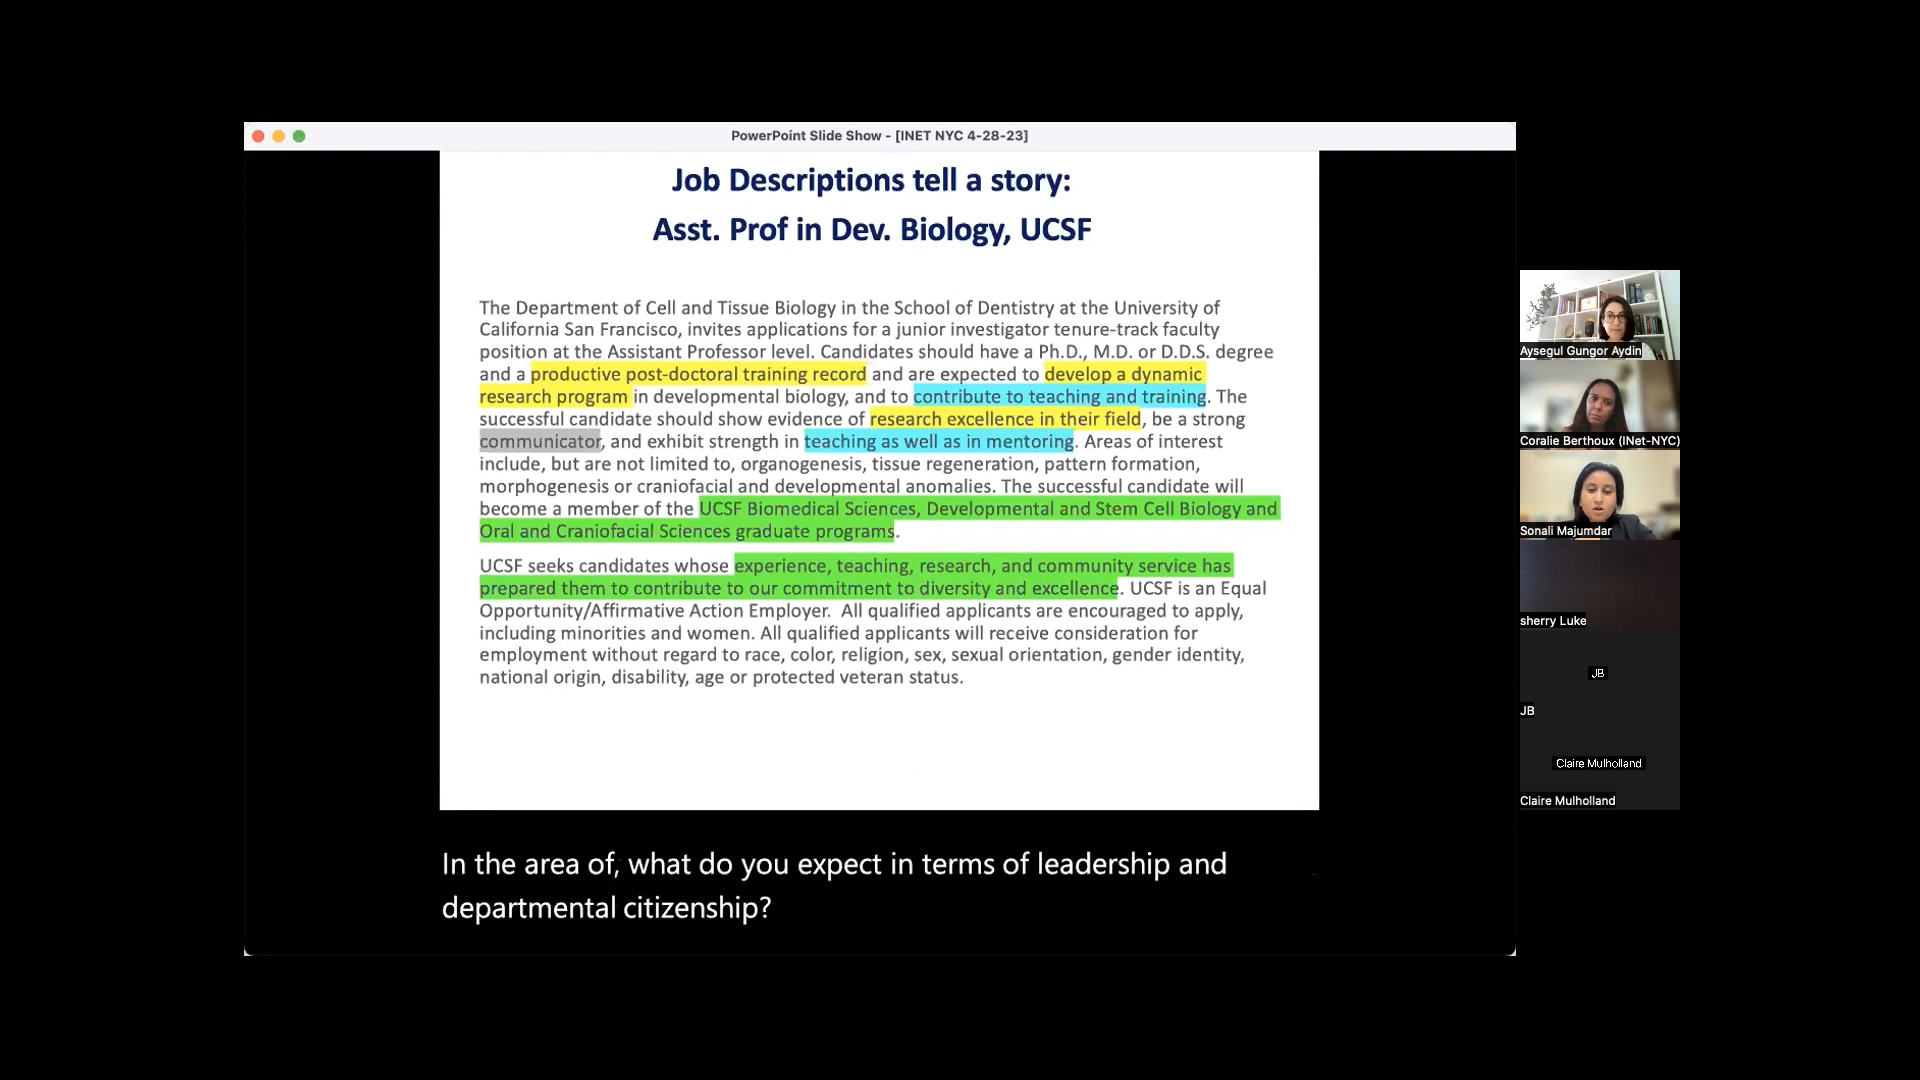 PowerPoint Slide Show - [INET NYC 4-28-23]
Job Descriptions tell a story:
Asst. Prof in Dev. Biology, UCSF
The Department of Cell and Tissue Biology in the School of Dentistry at the University of
California San Francisco, invites applications for a junior investigator tenure-track faculty
position at the Assistant Professor level. Candidates should have a Ph.D., M.D. or D.D.S. degree
and a productive post-doctoral training record and are expected to develop a dynamic
research program in developmental biology, and to contribute to teaching and training. The
successful candidate should show evidence of research excellence in their field, be a strong
communicator, and exhibit strength in teaching as well as in mentoring. Areas of interest
include, but are not limited to, organogenesis, tissue regeneration, pattern formation,
morphogenesis or craniofacial and developmental anomalies. The successful candidate will
become a member of the UCSF Biomedical Sciences, Developmental and Stem Cell Biology and
Oral and Craniofacial Sciences graduate programs.
UCSF seeks candidates whose experience, teaching, research, and community service has
prepared them to contribute to our commitment to diversity and excellence. UCSF is an Equal
Opportunity/Affirmative Action Employer. All qualified applicants are encouraged to apply,
including minorities and women. All qualified applicants will receive consideration for
employment without regard to race, color, religion, sex, sexual orientation, gender identity,
national origin, disability, age or protected veteran status.
In the area of, what do you expect in terms of leadership and
departmental citizenship?
Aysegul Gungor Aydin
Coralie Berthoux (INet-NYC)
Sonali Majumdar
sherry Luke
JB
JB
Claire Mulholland
Claire Mulholland